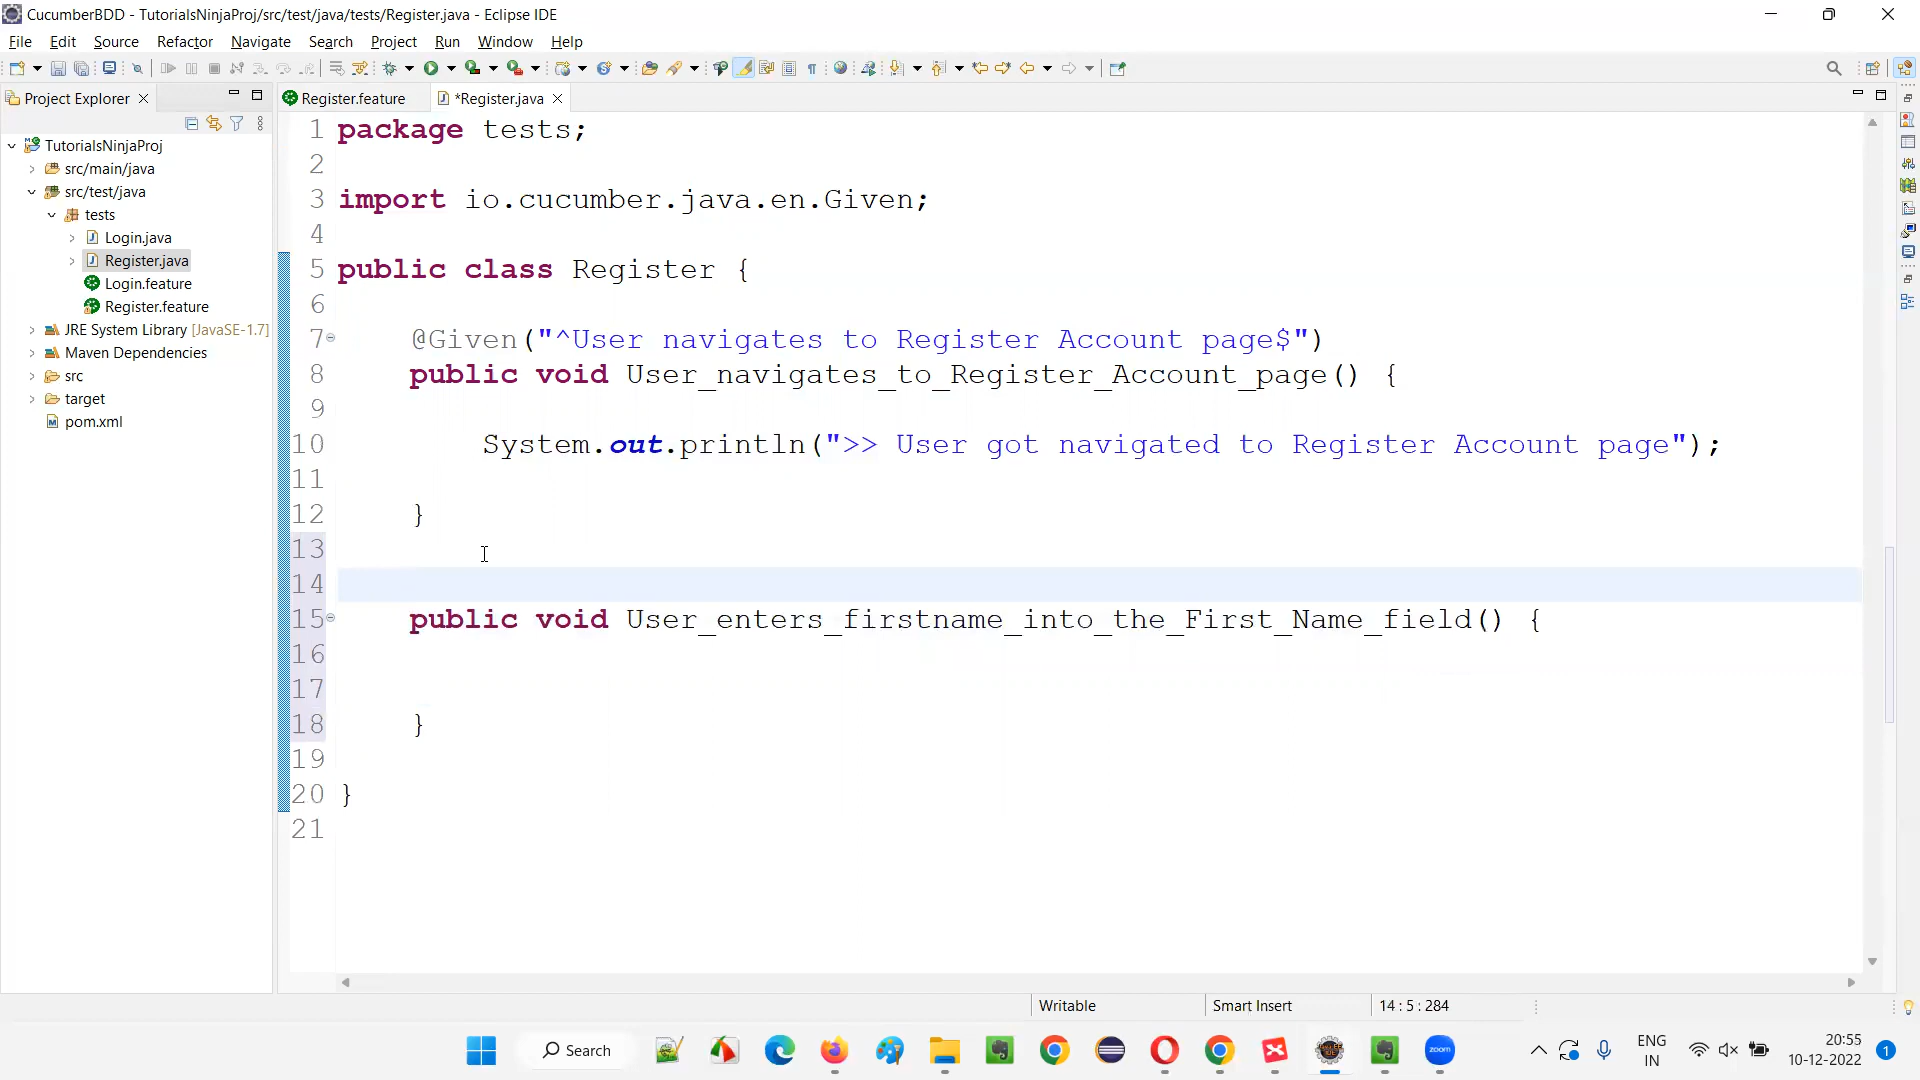 CucumberBDD - TutorialsNinjaProj/src/test/java/tests/Register.java - Eclipse IDE
File Edit Source Refactor Navigate Search Project Run Window Help
Project Explorer
Register.feature
*Register.java
TutorialsNinjaProj
src/main/java
src/test/java
tests
Login.java
Register.java
Login.feature
Register.feature
JRE System Library [JavaSE-1.7]
Maven Dependencies
src
target
pom.xml
1 package tests;
2
3 import io.cucumber.java.en.Given;
4
5 public class Register {
6
7 @Given("^User navigates to Register Account page$")
8 public void User_navigates_to_Register_Account_page() {
9
10 System.out.println(">> User got navigated to Register Account page");
11
12 }
13
14
15 public void User_enters_firstname_into_the_First_Name_field() {
16
17
18 }
19
20 }
21
Writable Smart Insert 14 : 5 : 284
Search
zoom
ENG
IN
20:55
10-12-2022
1